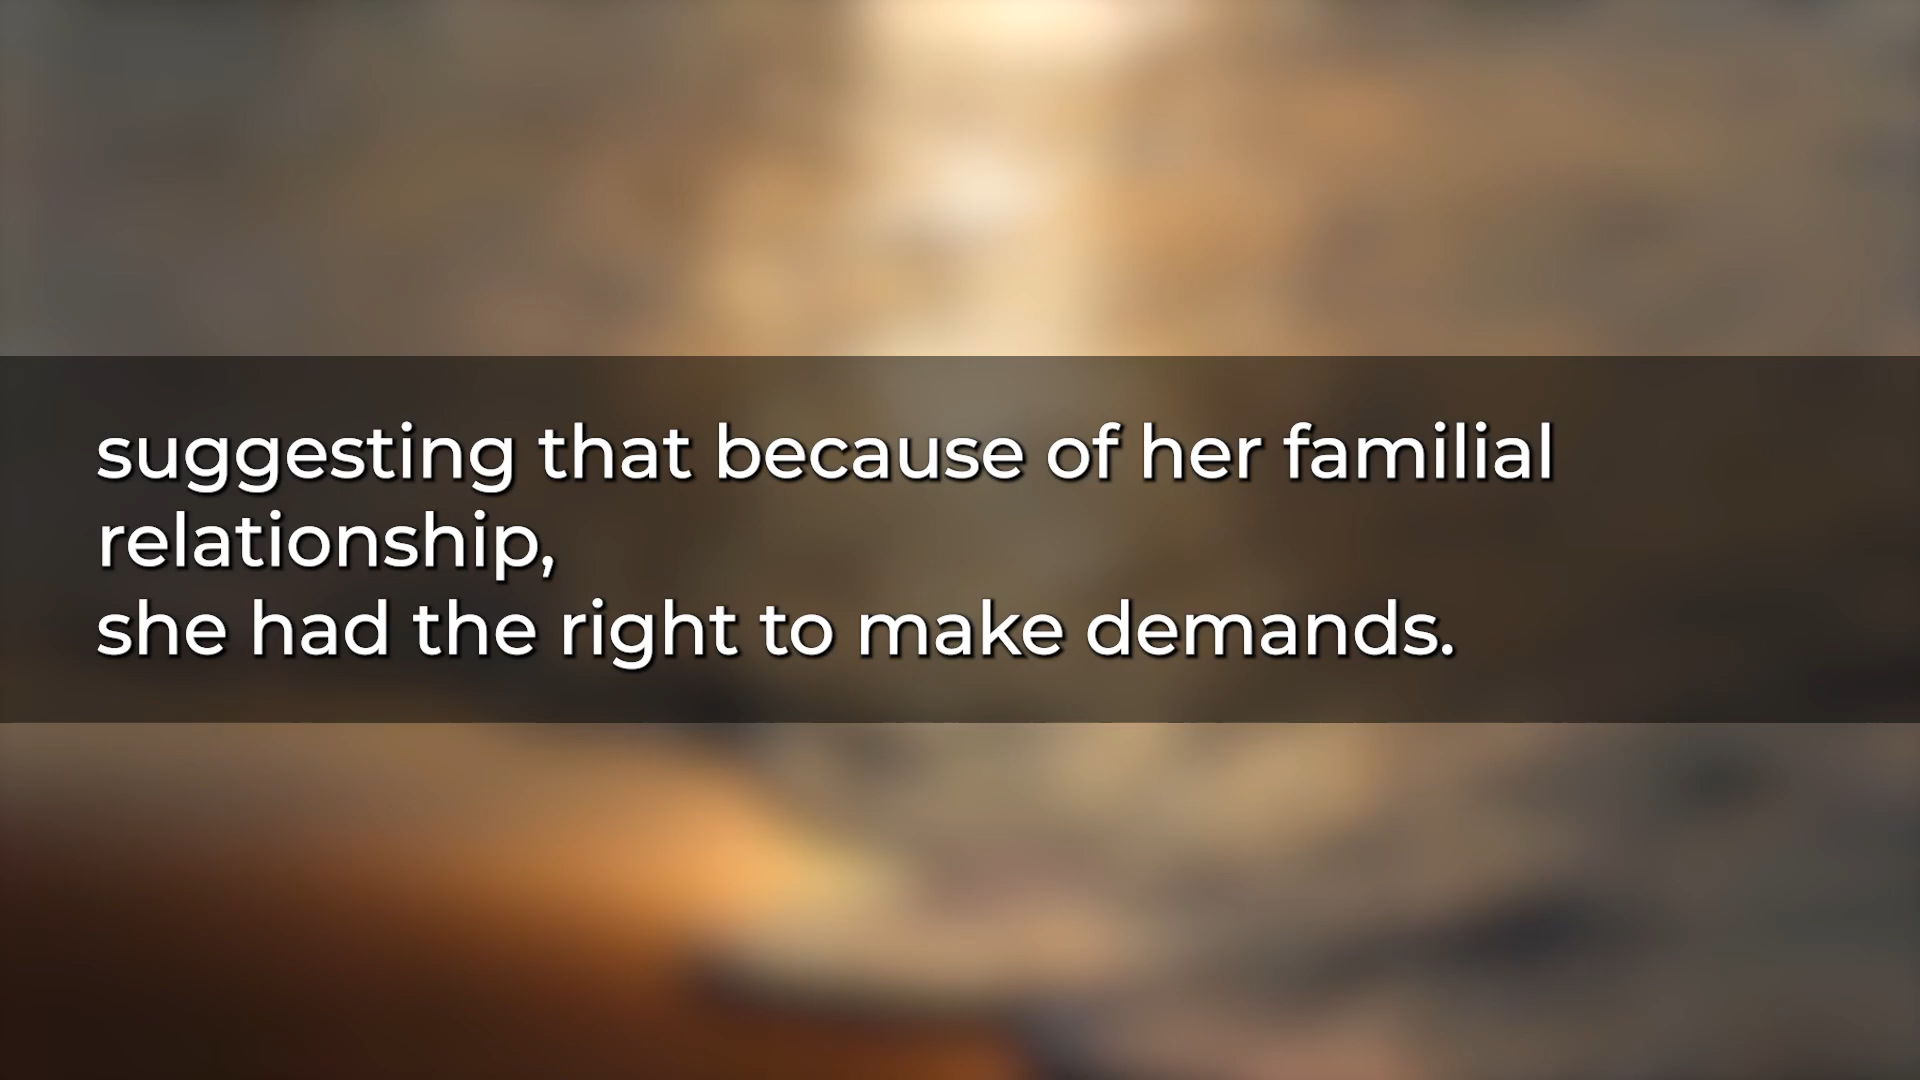 suggesting that because of her familial
relationship,
she had the right to make demands.